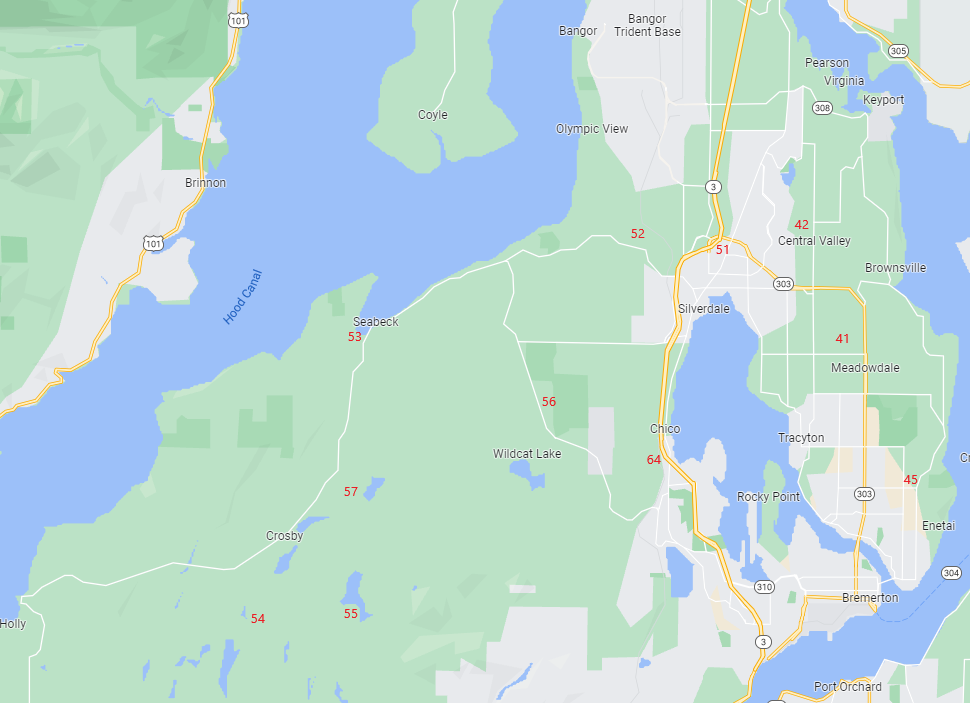 101
Bangor
Bangor
Trident Base
305
Pearson
Virginia
Keyport
308
Coyle
Olympic View
Brinnon
3
42
52
Central Valley
101
51
Brownsville
303
Hood Canal
Silverdale
Seabeck
53
41
Meadowdale
56
Chico
Tracyton
Wildcat Lake
64
45
57
Rocky Point
303
Enetai
Crosby
304
310
Bremerton
54
55
Holly
3
Port Orchard